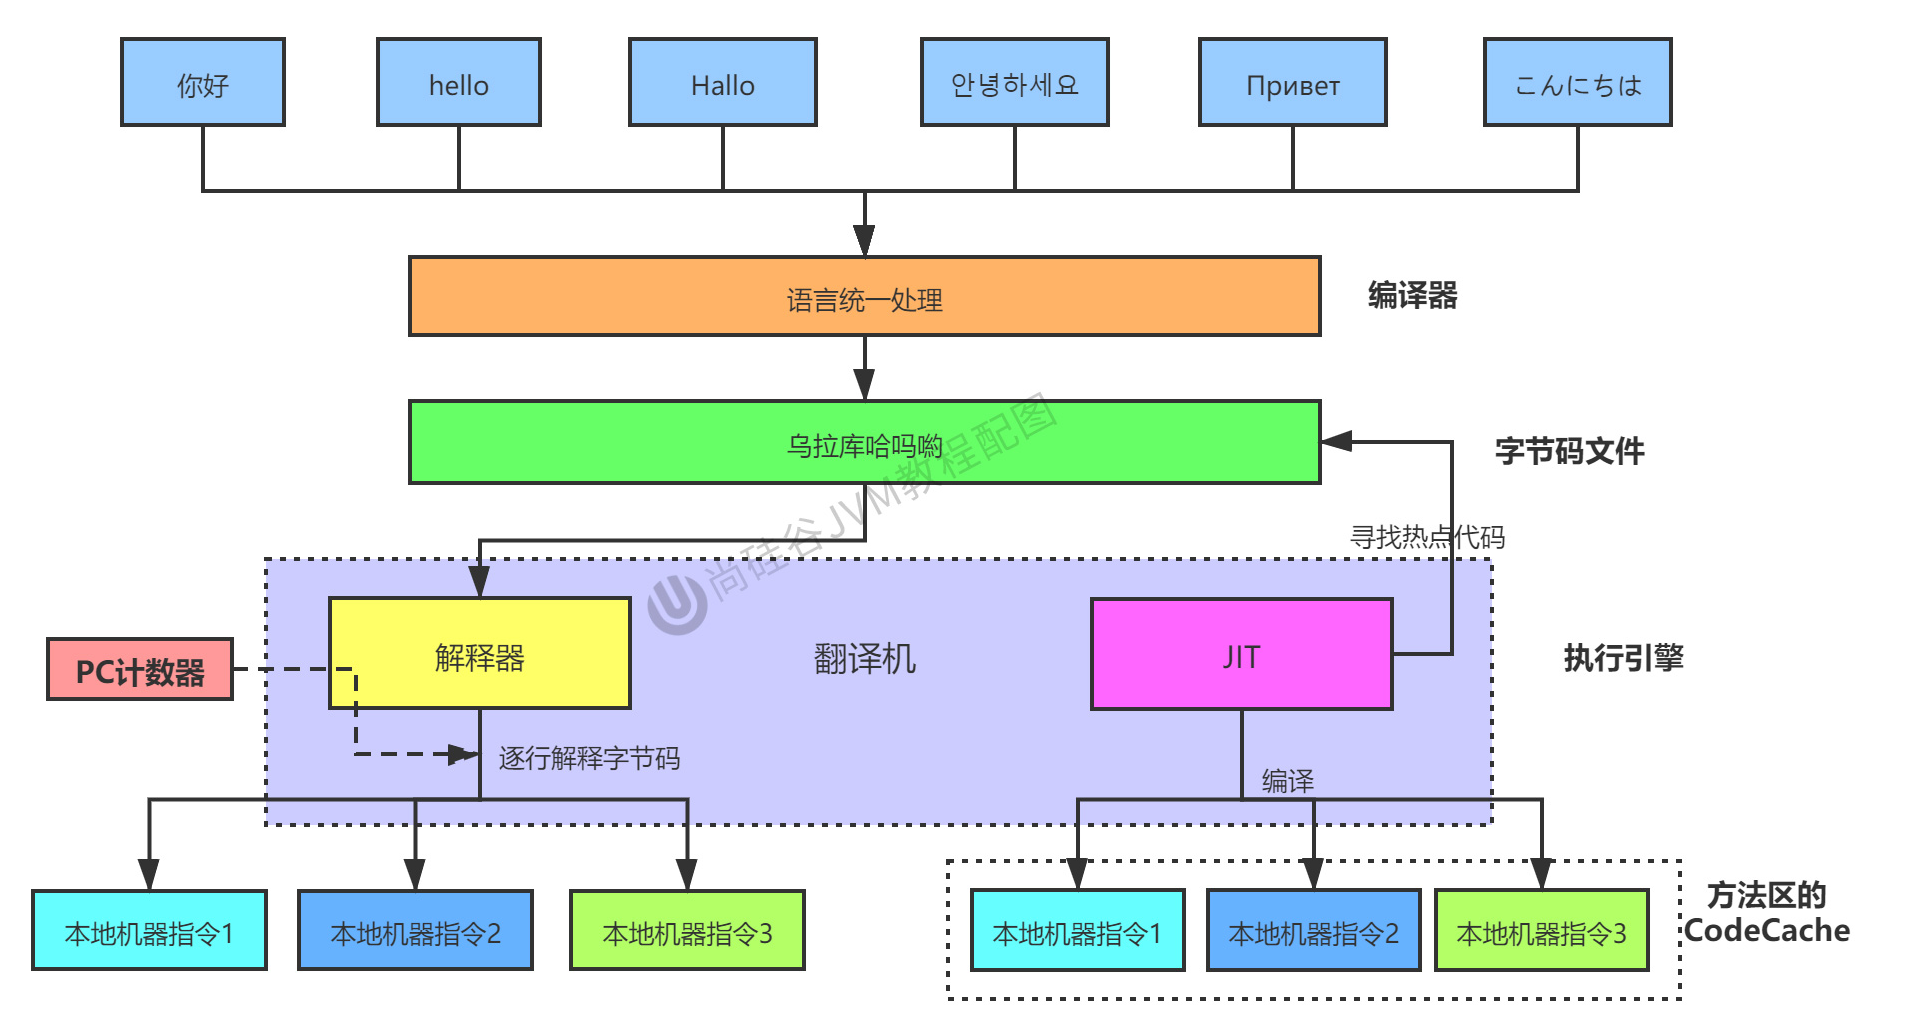 你好
hello
Hallo
안녕하세요
Привет
こんにちは
语言统一处理
编译器
乌拉库哈吗哟
字节码文件
尚硅谷JVM教程配图
寻找热点代码
解释器
翻译机
JIT
执行引擎
PC计数器
逐行解释字节码
编译
本地机器指令1
本地机器指令2
本地机器指令3
本地机器指令1
本地机器指令2
本地机器指令3
方法区的
CodeCache